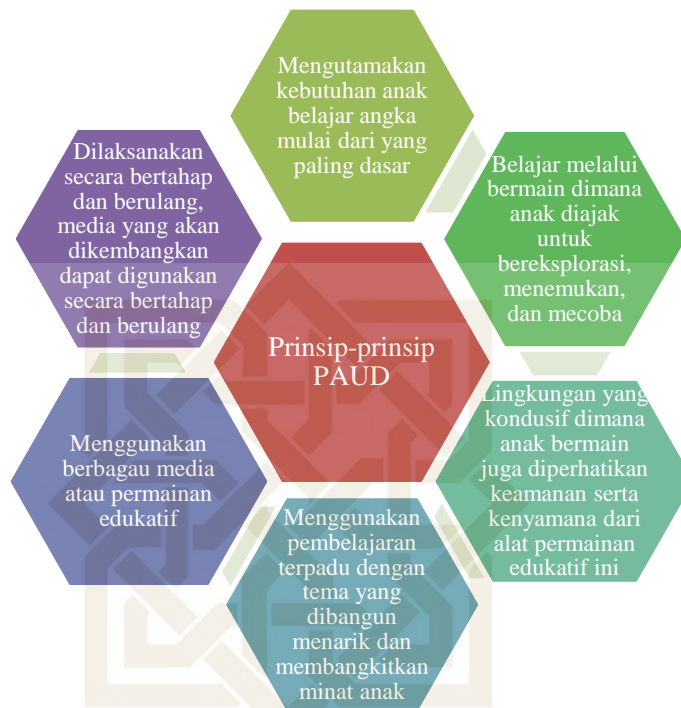 Mengutamakan
kebutuhan anak
belajar angka
mulai dari yang
paling dasar
Belajar melalui
bermain dimana
anak diajak
untuk
bereksplorasi,
menemukan,
dan mecoba
Lingkungan yang
kondusif dimana
anak bermain
juga diperhatikan
keamanan serta
kenyamana dari
alat permainan
edukatif ini
Menggunakan
pembelajaran
terpadu dengan
tema yang
dibangun
menarik dan
membangkitkan
minat anak
Menggunakan
berbagau media
atau permainan
edukatif
Dilaksanakan
secara bertahap
dan berulang,
media yang akan
dikembangkan
dapat digunakan
secara bertahap
dan berulang
Prinsip-prinsip
PAUD